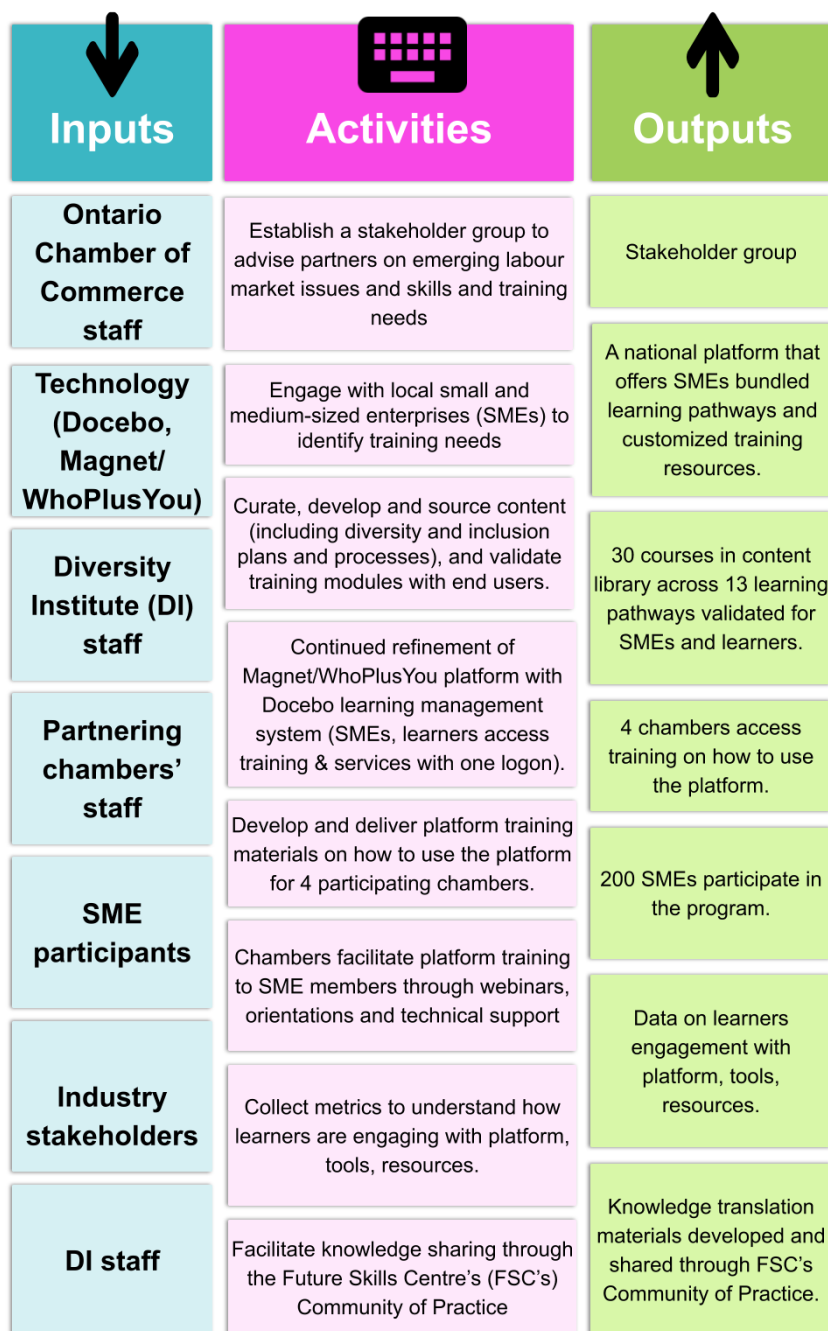 Inputs
Ontario
Chamber of
Commerce
staff
Technology
(Docebo,
Magnet/
WhoPlusYou)
Diversity
Institute (DI)
staff
Partnering
chambers’
staff
SME
participants
Industry
stakeholders
DI staff
Activities
Establish a stakeholder group to
advise partners on emerging labour
market issues and skills and training
needs
Engage with local small and
medium-sized enterprises (SMEs) to
identify training needs
Curate, develop and source content
(including diversity and inclusion
plans and processes), and validate
training modules with end users.
Continued refinement of
Magnet/WhoPlusYou platform with
Docebo learning management
system (SMEs, learners access
training & services with one logon).
Develop and deliver platform training
materials on how to use the platform
for 4 participating chambers.
Chambers facilitate platform training
to SME members through webinars,
orientations and technical support
Collect metrics to understand how
learners are engaging with platform,
tools, resources.
Facilitate knowledge sharing through
the Future Skills Centre’s (FSC’s)
Community of Practice
Outputs
Stakeholder group
A national platform that
offers SMEs bundled
learning pathways and
customized training
resources.
30 courses in content
library across 13 learning
pathways validated for
SMEs and learners.
4 chambers access
training on how to use
the platform.
200 SMEs participate in
the program.
Data on learners
engagement with
platform, tools,
resources.
Knowledge translation
materials developed and
shared through FSC’s
Community of Practice.